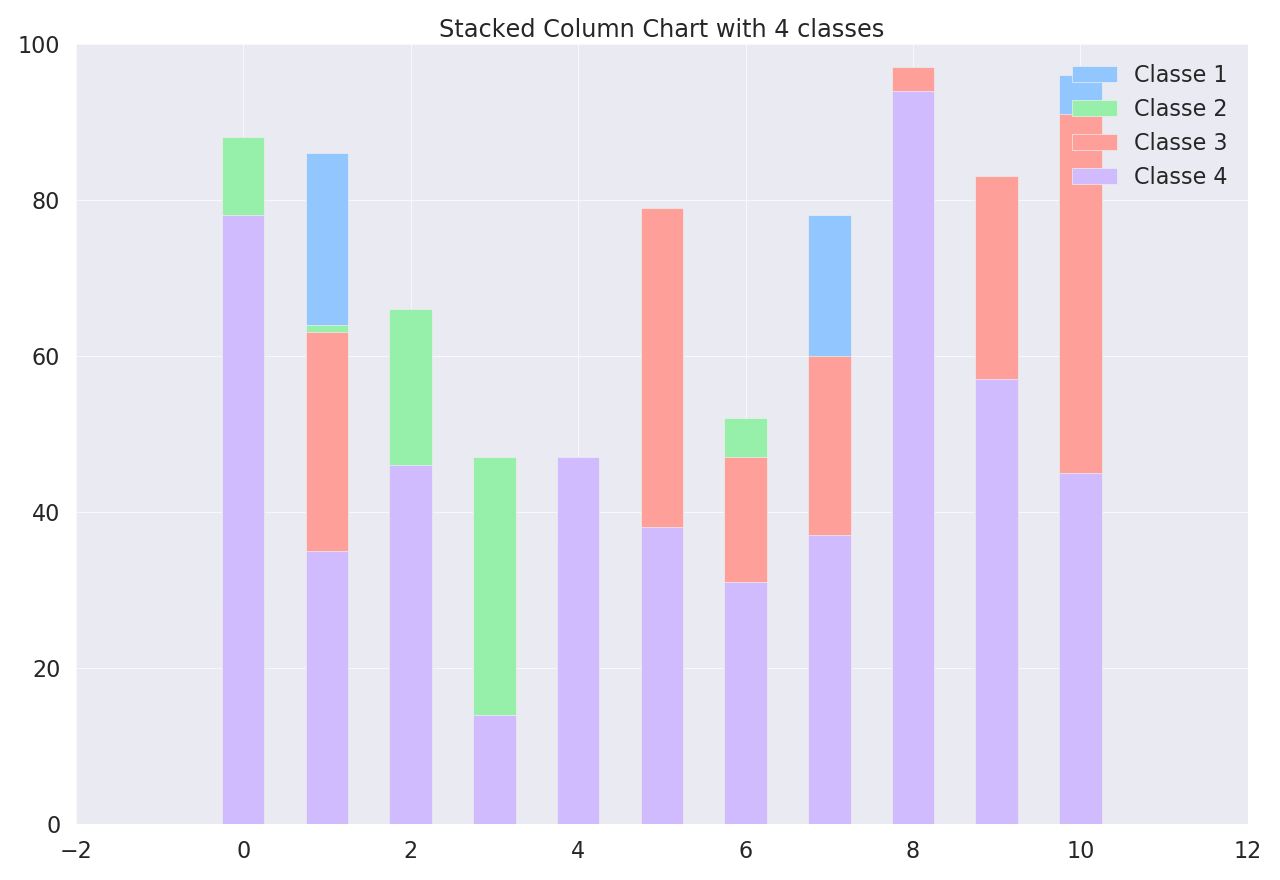 Stacked Column Chart with 4 classes
100
80
60
40
20
0
Classe 1
Classe 2
Classe 3
Classe 4
−2 0 2 4 6 8 10 12